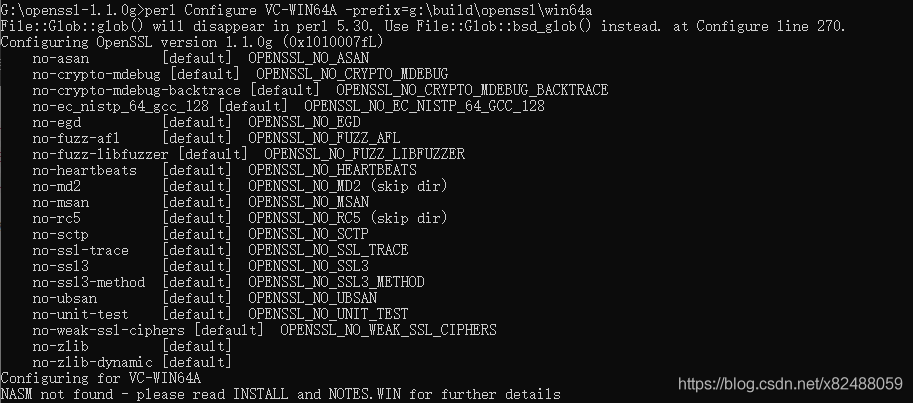 G:\openssl-1.1.0g>perl Configure VC-WIN64A -prefix=g:\build\openssl\win64a
File::Glob::glob() will disappear in perl 5.30. Use File::Glob::bsd_glob() instead. at Configure line 270.
Configuring OpenSSL version 1.1.0g (0x1010007fL)
    no-asan         [default]  OPENSSL_NO_ASAN
    no-crypto-mdebug [default]  OPENSSL_NO_CRYPTO_MDEBUG
    no-crypto-mdebug-backtrace [default]  OPENSSL_NO_CRYPTO_MDEBUG_BACKTRACE
    no-ec_nistp_64_gcc_128 [default]  OPENSSL_NO_EC_NISTP_64_GCC_128
    no-egd          [default]  OPENSSL_NO_EGD
    no-fuzz-afl     [default]  OPENSSL_NO_FUZZ_AFL
    no-fuzz-libfuzzer [default]  OPENSSL_NO_FUZZ_LIBFUZZER
    no-heartbeats   [default]  OPENSSL_NO_HEARTBEATS
    no-md2          [default]  OPENSSL_NO_MD2 (skip dir)
    no-msan         [default]  OPENSSL_NO_MSAN
    no-rc5          [default]  OPENSSL_NO_RC5 (skip dir)
    no-sctp         [default]  OPENSSL_NO_SCTP
    no-ssl-trace    [default]  OPENSSL_NO_SSL_TRACE
    no-ssl3         [default]  OPENSSL_NO_SSL3
    no-ssl3-method  [default]  OPENSSL_NO_SSL3_METHOD
    no-ubsan        [default]  OPENSSL_NO_UBSAN
    no-unit-test    [default]  OPENSSL_NO_UNIT_TEST
    no-weak-ssl-ciphers [default]  OPENSSL_NO_WEAK_SSL_CIPHERS
    no-zlib         [default]
    no-zlib-dynamic [default]
Configuring for VC-WIN64A
NASM not found - please read INSTALL and NOTES.WIN for further details
https://blog.csdn.net/x82488059